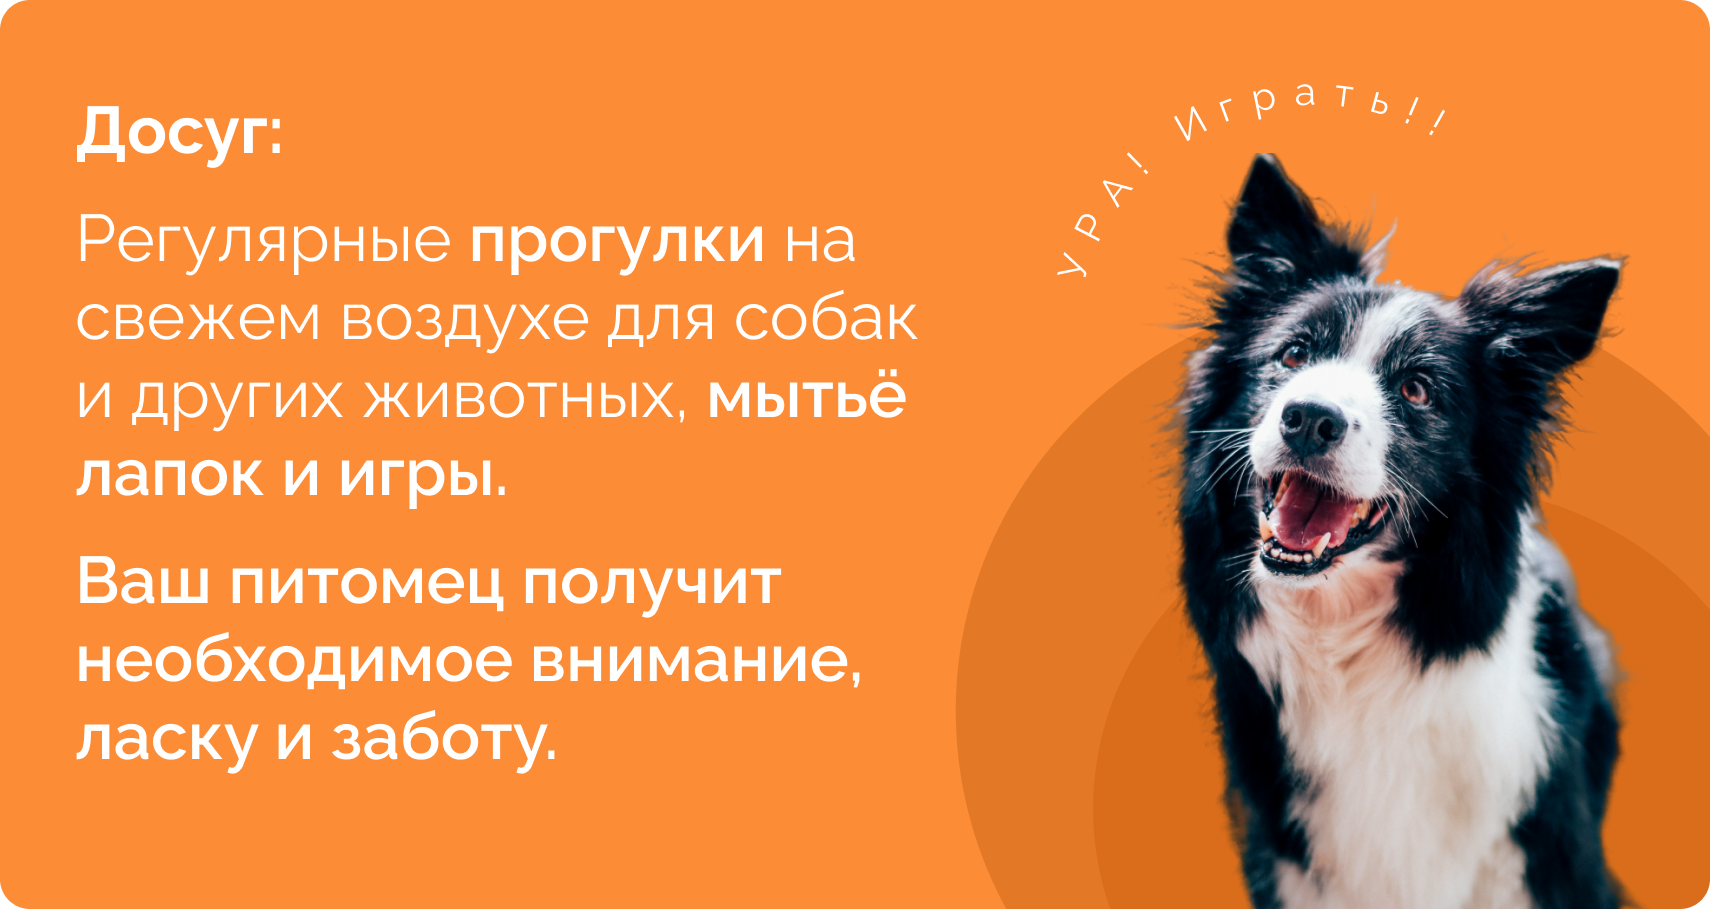 Досуг:
Регулярные прогулки на
свежем воздухе для собак
и других животных, мытьё
лапок и игры.
Ваш питомец получит
необходимое внимание,
ласку и заботу.
УРА! Играть!!